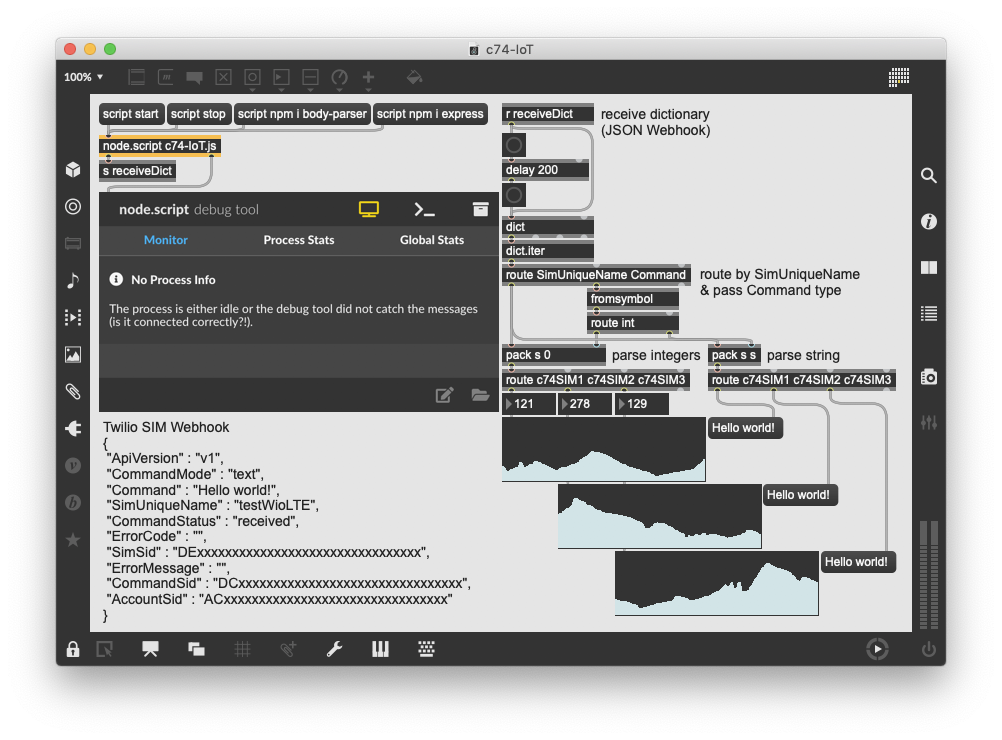 c74-IoT
100%
script start
script stop
script npm i body-parser
script npm i express
node.script c74-IoT.js
s receiveDict
node.script debug tool
Monitor
Process Stats
Global Stats
No Process Info
The process is either idle or the debug tool did not catch the messages
(is it connected correctly?!).
Twilio SIM Webhook
{
"ApiVersion" : "v1",
"CommandMode" : "text",
"Command" : "Hello world!",
"SimUniqueName" : "testWioLTE",
"CommandStatus" : "received",
"ErrorCode" : "",
"SimSid" : "DExxxxxxxxxxxxxxxxxxxxxxxxxxxxxxxx",
"ErrorMessage" : "",
"CommandSid" : "DCxxxxxxxxxxxxxxxxxxxxxxxxxxxxxxxx",
"AccountSid" : "ACxxxxxxxxxxxxxxxxxxxxxxxxxxxxxxxx"
}
r receiveDict
receive dictionary
(JSON Webhook)
delay 200
dict
dict.iter
route SimUniqueName Command
route by SimUniqueName
& pass Command type
fromsymbol
route int
pack s 0
parse integers
pack s s
parse string
route c74SIM1 c74SIM2 c74SIM3
route c74SIM1 c74SIM2 c74SIM3
121
278
129
Hello world!
Hello world!
Hello world!